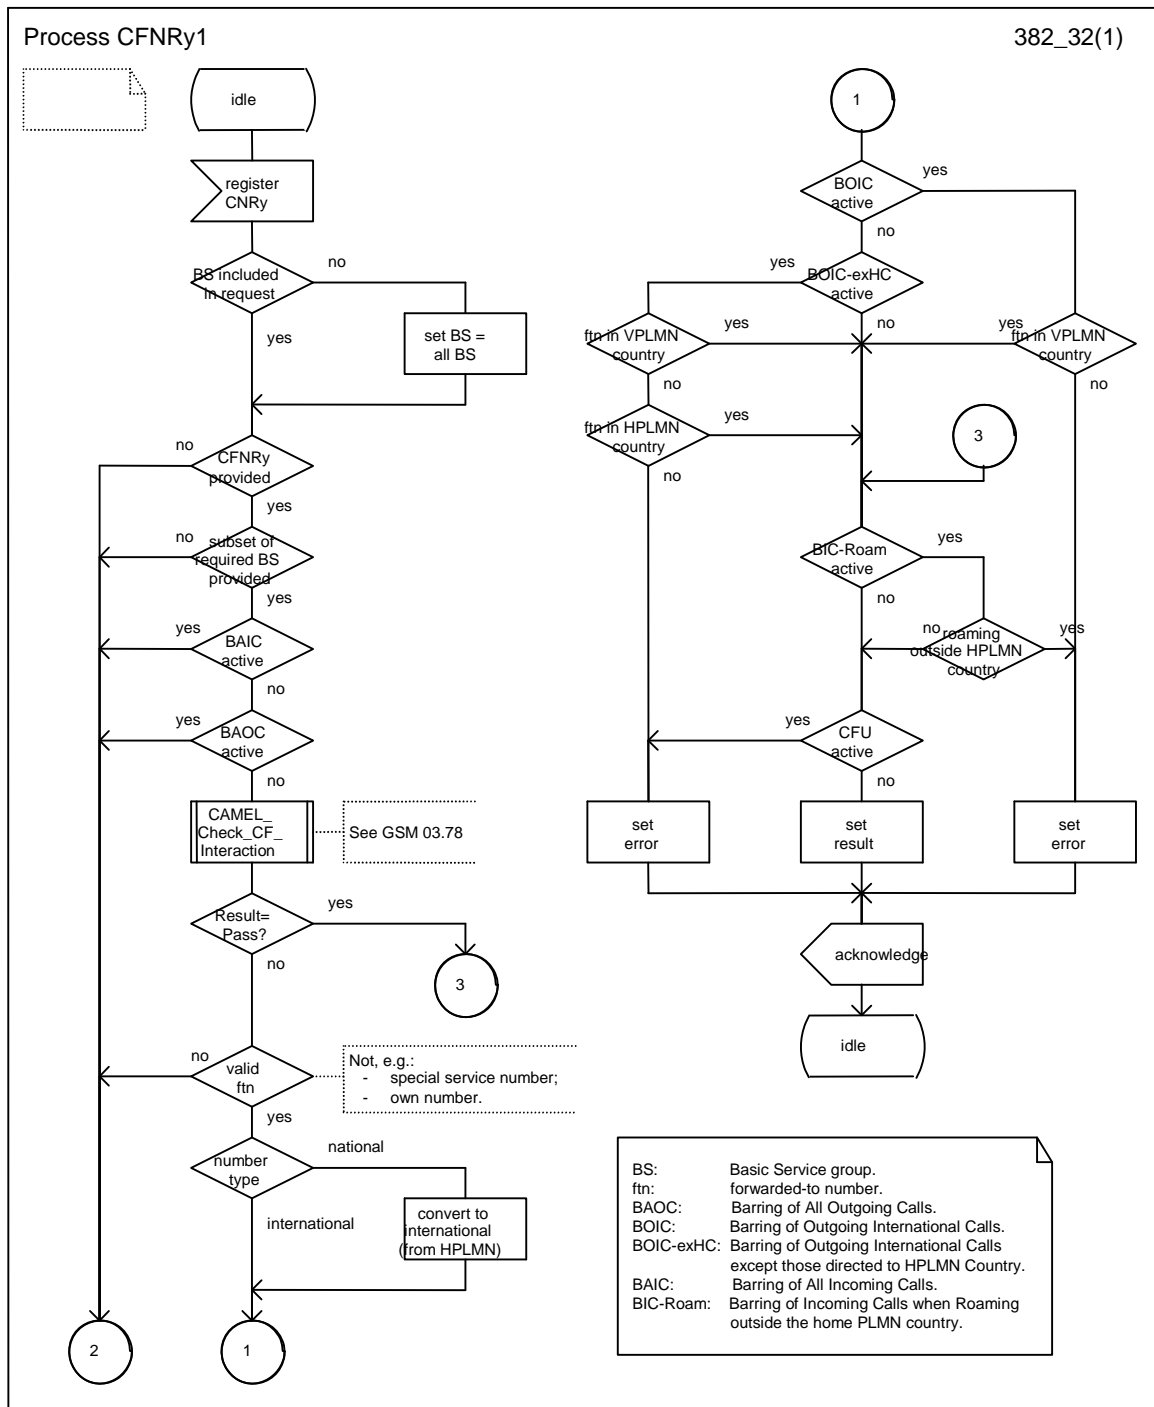 Process CFNRy1
382_32(1)
idle
register
CNRy
BS included
in request
no
yes
set BS =
all BS
no
CFNRy
provided
yes
no
subset of
required BS
provided
yes
yes
BAIC
active
no
yes
BAOC
active
no
CAMEL_
Check_CF_
Interaction
See GSM 03.78
Result=
Pass?
yes
no
3
no
valid
ftn
yes
Not, e.g.:
- special service number;
- own number.
number
type
national
international
convert to
international
(from HPLMN)
2
1
1
BOIC
active
yes
no
yes
BOIC-exHC
active
no
ftn in VPLMN
country
yes
no
yes
ftn in VPLMN
country
no
ftn in HPLMN
country
yes
no
3
BIC-Roam
active
yes
no
no
roaming
outside HPLMN
country
yes
yes
CFU
active
no
set
error
set
result
set
error
acknowledge
idle
BS: Basic Service group.
ftn: forwarded-to number.
BAOC: Barring of All Outgoing Calls.
BOIC: Barring of Outgoing International Calls.
BOIC-exHC: Barring of Outgoing International Calls
except those directed to HPLMN Country.
BAIC: Barring of All Incoming Calls.
BIC-Roam: Barring of Incoming Calls when Roaming
outside the home PLMN country.